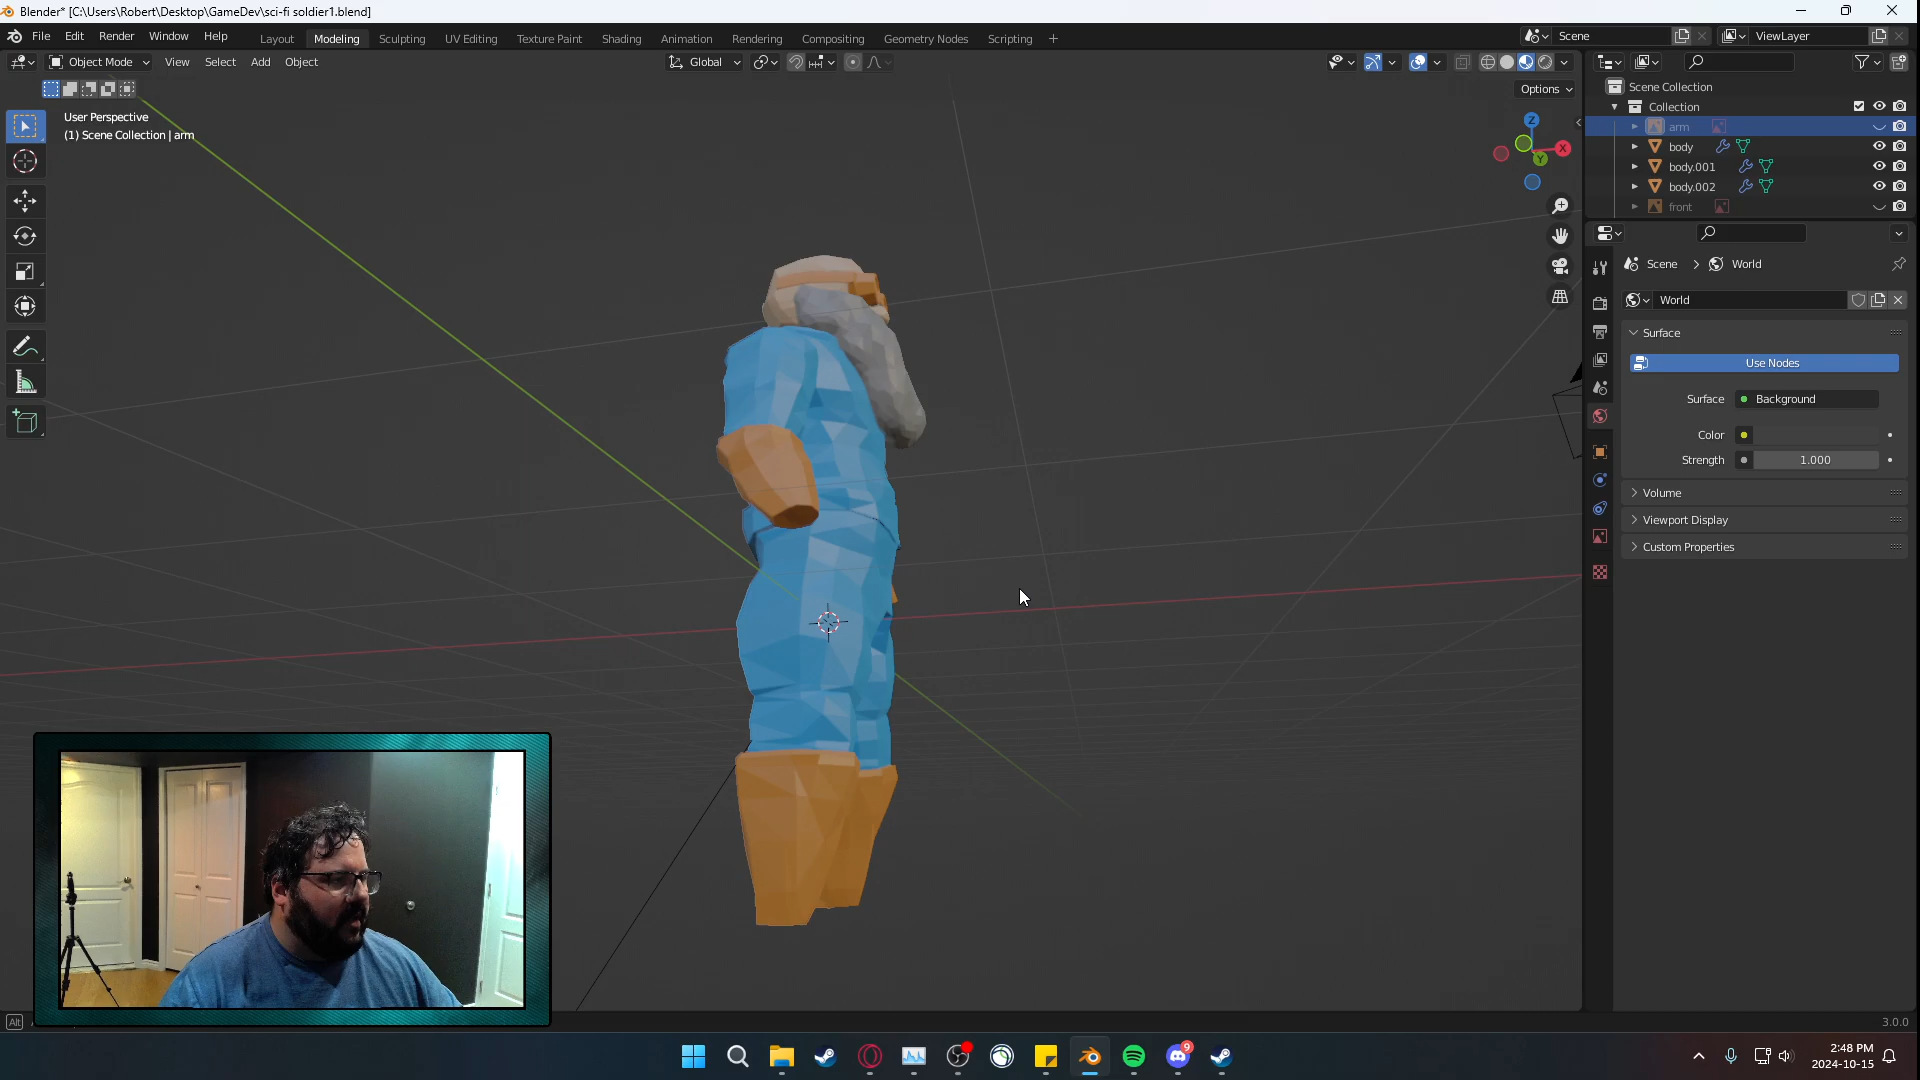 Blender* [C:\Users\Robert\Desktop\GameDev\sci-fi soldier1.blend]
File Edit Render Window Help
Layout Modeling Sculpting UV Editing Texture Paint Shading Animation Rendering Compositing Geometry Nodes Scripting
Scene
ViewLayer
Object Mode
View Select Add Object
Global
Options
User Perspective
(1) Scene Collection | arm
Z
X
Y
Scene Collection
Collection
arm
body
body.001
body.002
front
Scene > World
World
Surface
Use Nodes
Surface Background
Color
Strength 1.000
Volume
Viewport Display
Custom Properties
Alt
3.0.0
9
2:48 PM
2024-10-15